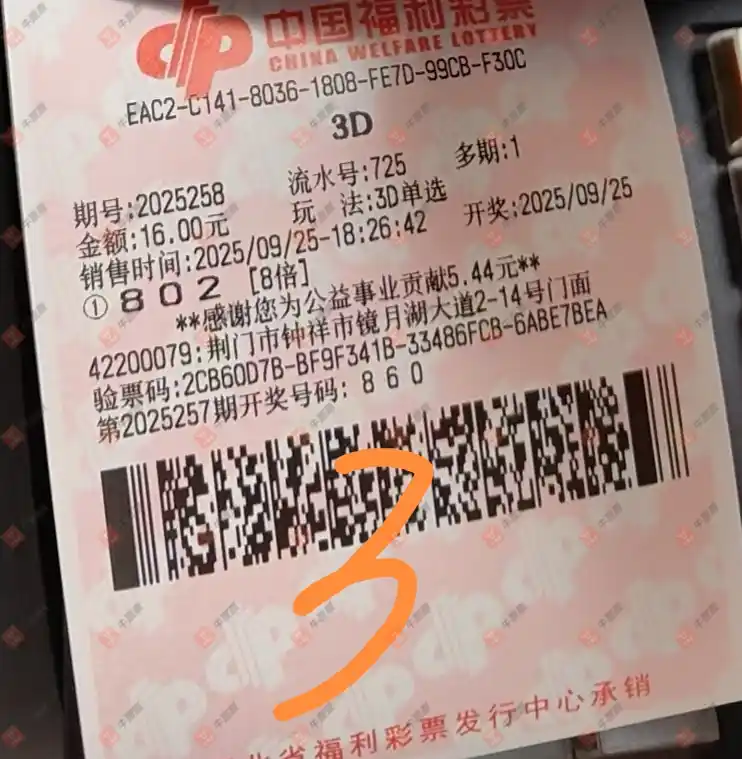 中国福利彩票
CHINA WELFARE LOTTERY
EAC2-C141-8036-1808-FE7D-99CB-F30C
3D
期号:2025258 流水号:725 多期:1
金额:16.00元 玩 法:3D单选 开奖:2025/09/25
销售时间:2025/09/25-18:26:42
① 8 0 2 [8倍]
**感谢您为公益事业贡献5.44元**
42200079:荆门市钟祥市镜月湖大道2-14号门面
验票码:2CB60D7B-BF9F341B-33486FCB-6ABE7BEA
第2025257期开奖号码: 8 6 0
3
省福利彩票发行中心承销